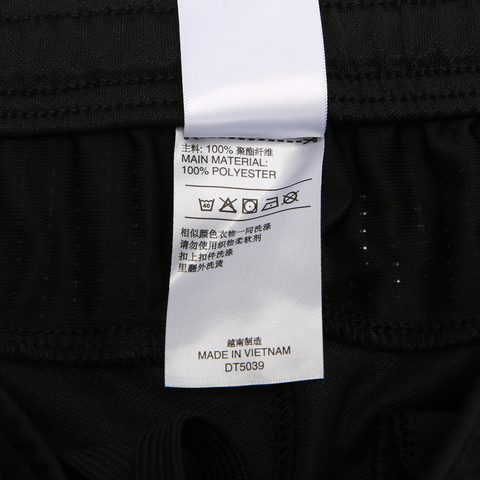 主料: 100% 聚酯纤维
MAIN MATERIAL:
100% POLYESTER
40
相似颜色衣物一同洗涤
请勿使用织物柔剂
扣上扣件洗涤
里翻外洗烫
越南制造
MADE IN VIETNAM
DT5039